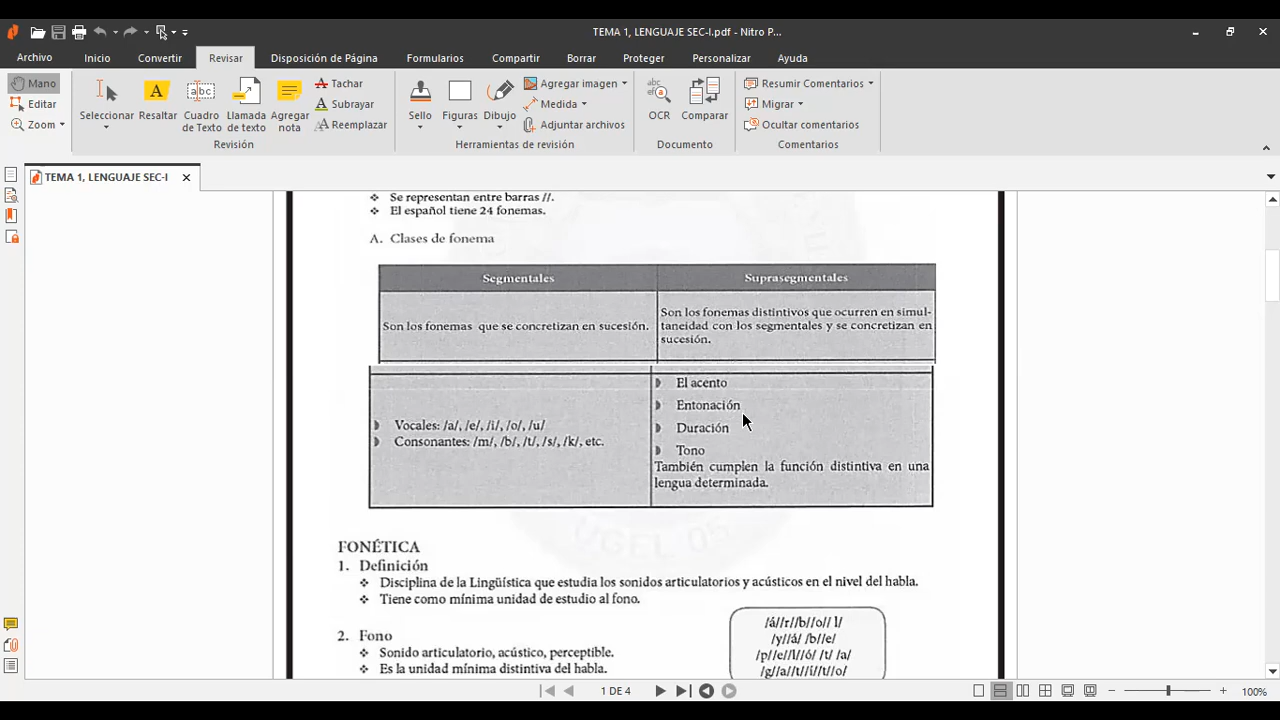 TEMA 1, LENGUAJE SEC-I.pdf - Nitro P...
Archivo Inicio Convertir Revisar Disposición de Página Formularios Compartir Borrar Proteger Personalizar Ayuda
Mano
Editar
Zoom
Seleccionar
Resaltar
Cuadro
de Texto
Llamada
de texto
Agregar
nota
Tachar
Subrayar
Reemplazar
Revisión
Sello
Figuras
Dibujo
Agregar imagen
Medida
Adjuntar archivos
Herramientas de revisión
OCR
Comparar
Documento
Resumir Comentarios
Migrar
Ocultar comentarios
Comentarios
TEMA 1, LENGUAJE SEC-I
Se representan entre barras //.
El español tiene 24 fonemas.
A. Clases de fonema
Segmentales
Suprasegmentales
Son los fonemas que se concretizan en sucesión.
Son los fonemas distintivos que ocurren en simul-
taneidad con los segmentales y se concretizan en
sucesión.
Vocales: /a/, /e/, /i/, /o/, /u/
Consonantes: /m/, /b/, /t/, /s/, /k/, etc.
El acento
Entonación
Duración
Tono
También cumplen la función distintiva en una
lengua determinada.
UGEL 05
FONÉTICA
1. Definición
Disciplina de la Lingüística que estudia los sonidos articulatorios y acústicos en el nivel del habla.
Tiene como mínima unidad de estudio al fono.
2. Fono
Sonido articulatorio, acústico, perceptible.
Es la unidad mínima distintiva del habla.
/á//r//b//o// l/
/y//á/ /b//e/
/p//e//l//ó/ /t/ /a/
/g//a//t//i//t//o/
1 DE 4
100%